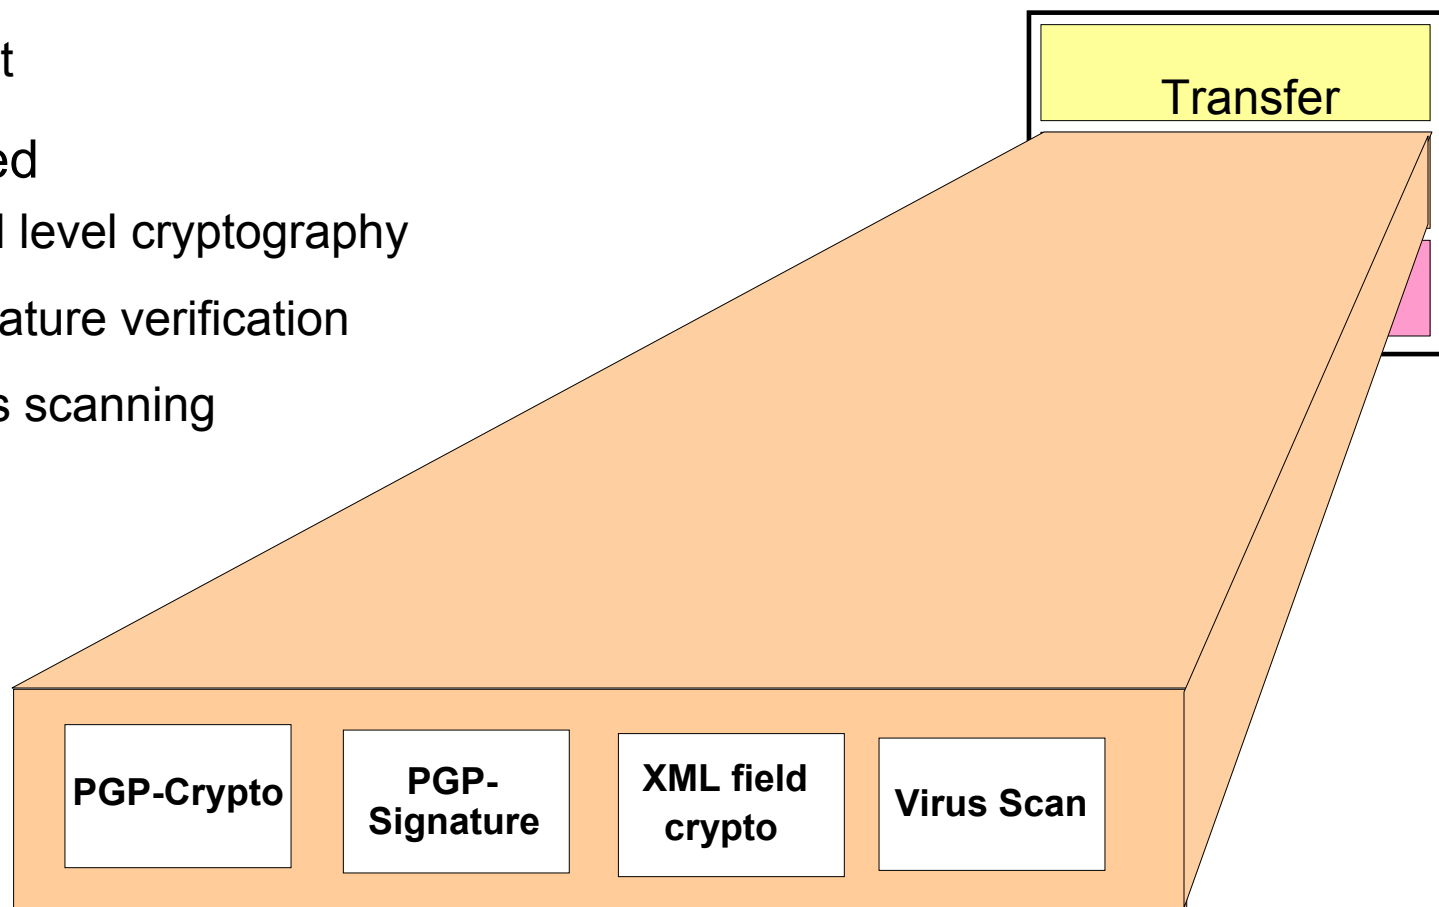 t
ed
l level cryptography
ature verification
s scanning
Transfer
PGP-Crypto
PGP-
Signature
XML field
crypto
Virus Scan